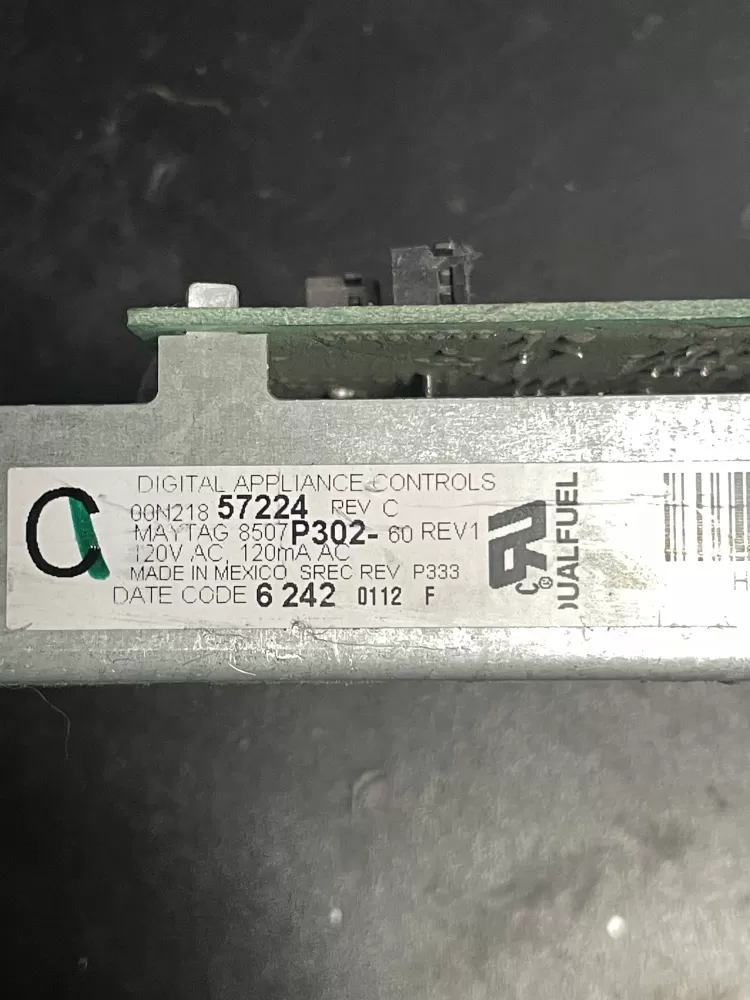 C
DIGITAL APPLIANCE CONTROLS
00N218 57224 REV C
MAYTAG 8507P302- 60 REV1
120V AC, 120mA AC
MADE IN MEXICO SREC REV P333
DATE CODE 6 242 0112 F
DUALFUEL
H